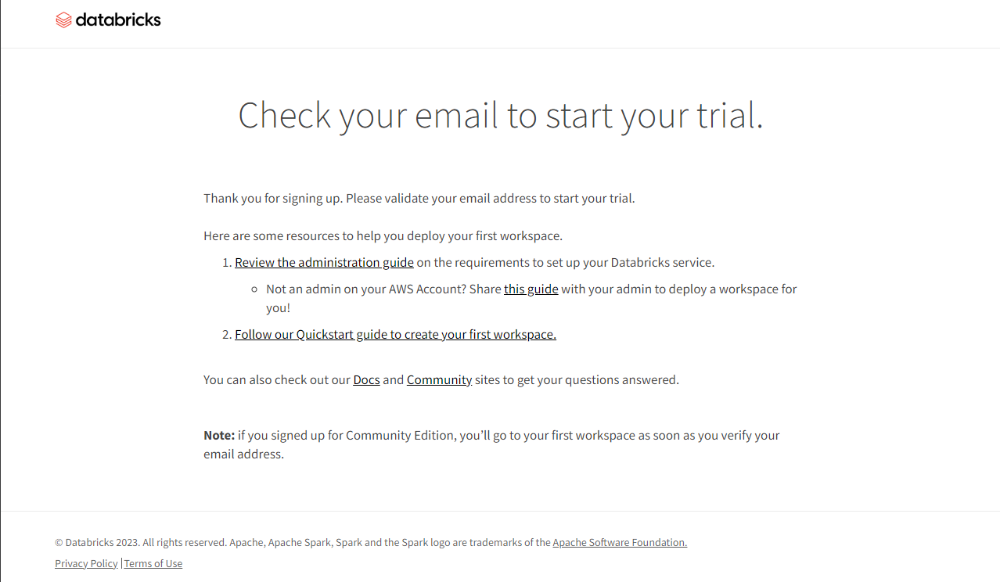 databricks
Check your email to start your trial.
Thank you for signing up. Please validate your email address to start your trial.
Here are some resources to help you deploy your first workspace.
1. Review the administration guide on the requirements to set up your Databricks service.
Not an admin on your AWS Account? Share this guide with your admin to deploy a workspace for
you!
2. Follow our Quickstart guide to create your first workspace.
You can also check out our Docs and Community sites to get your questions answered.
Note: if you signed up for Community Edition, you’ll go to your first workspace as soon as you verify your
email address.
© Databricks 2023. All rights reserved. Apache, Apache Spark, Spark and the Spark logo are trademarks of the Apache Software Foundation.
Privacy Policy | Terms of Use